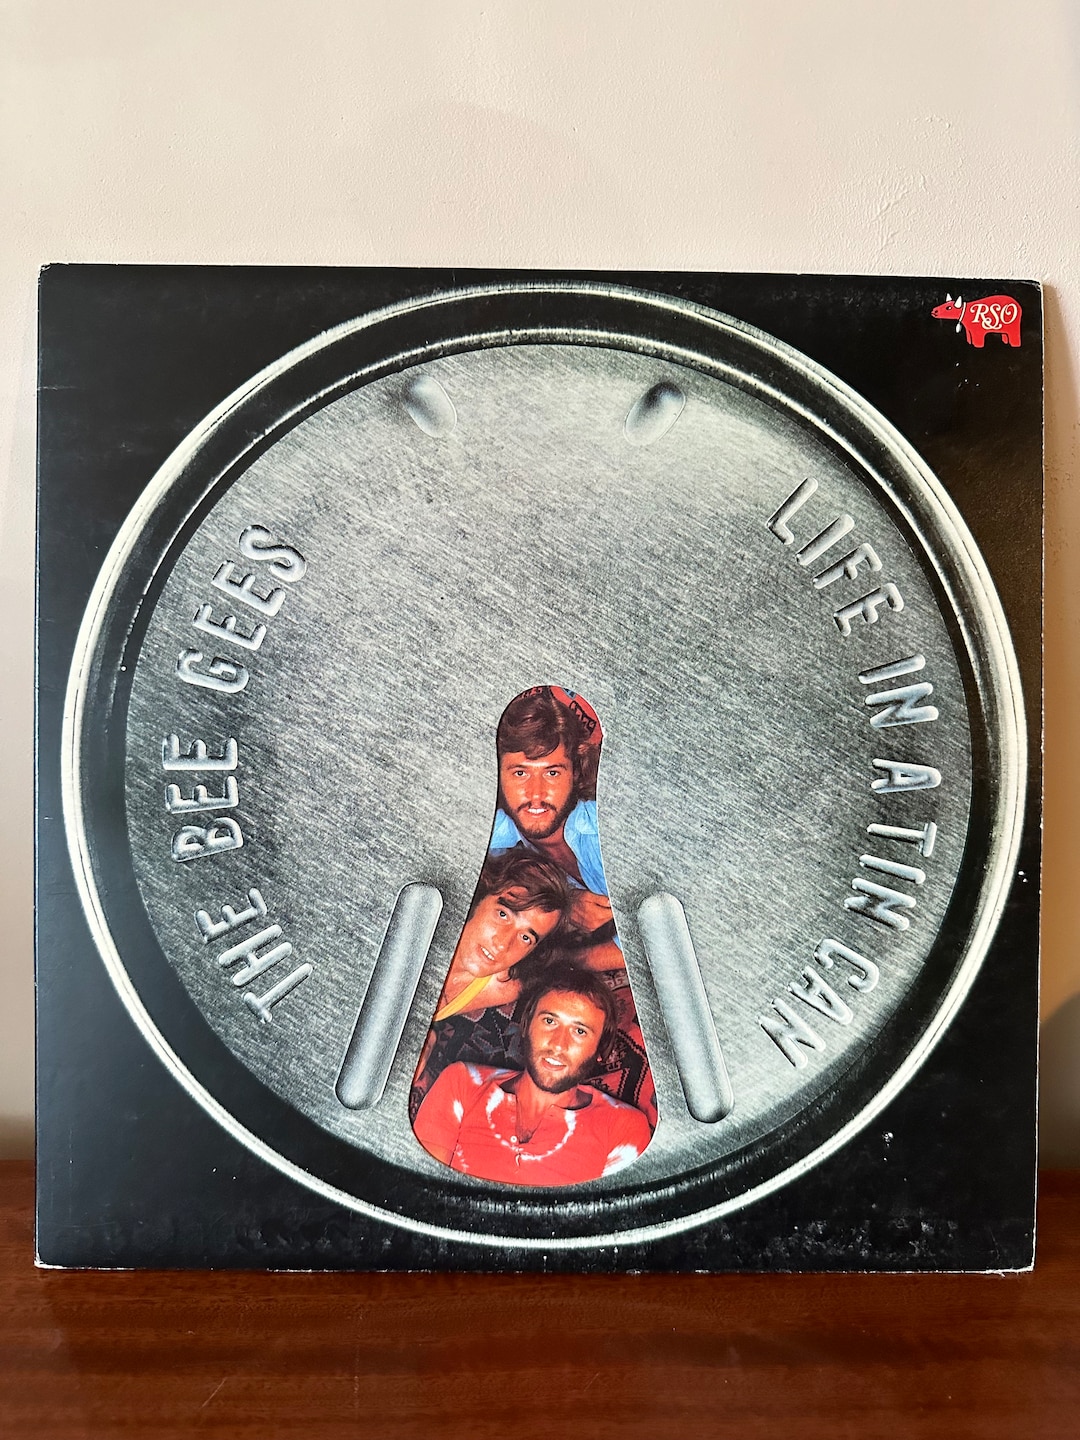 THE BEE GEES
LIFE IN A TIN CAN
RSO